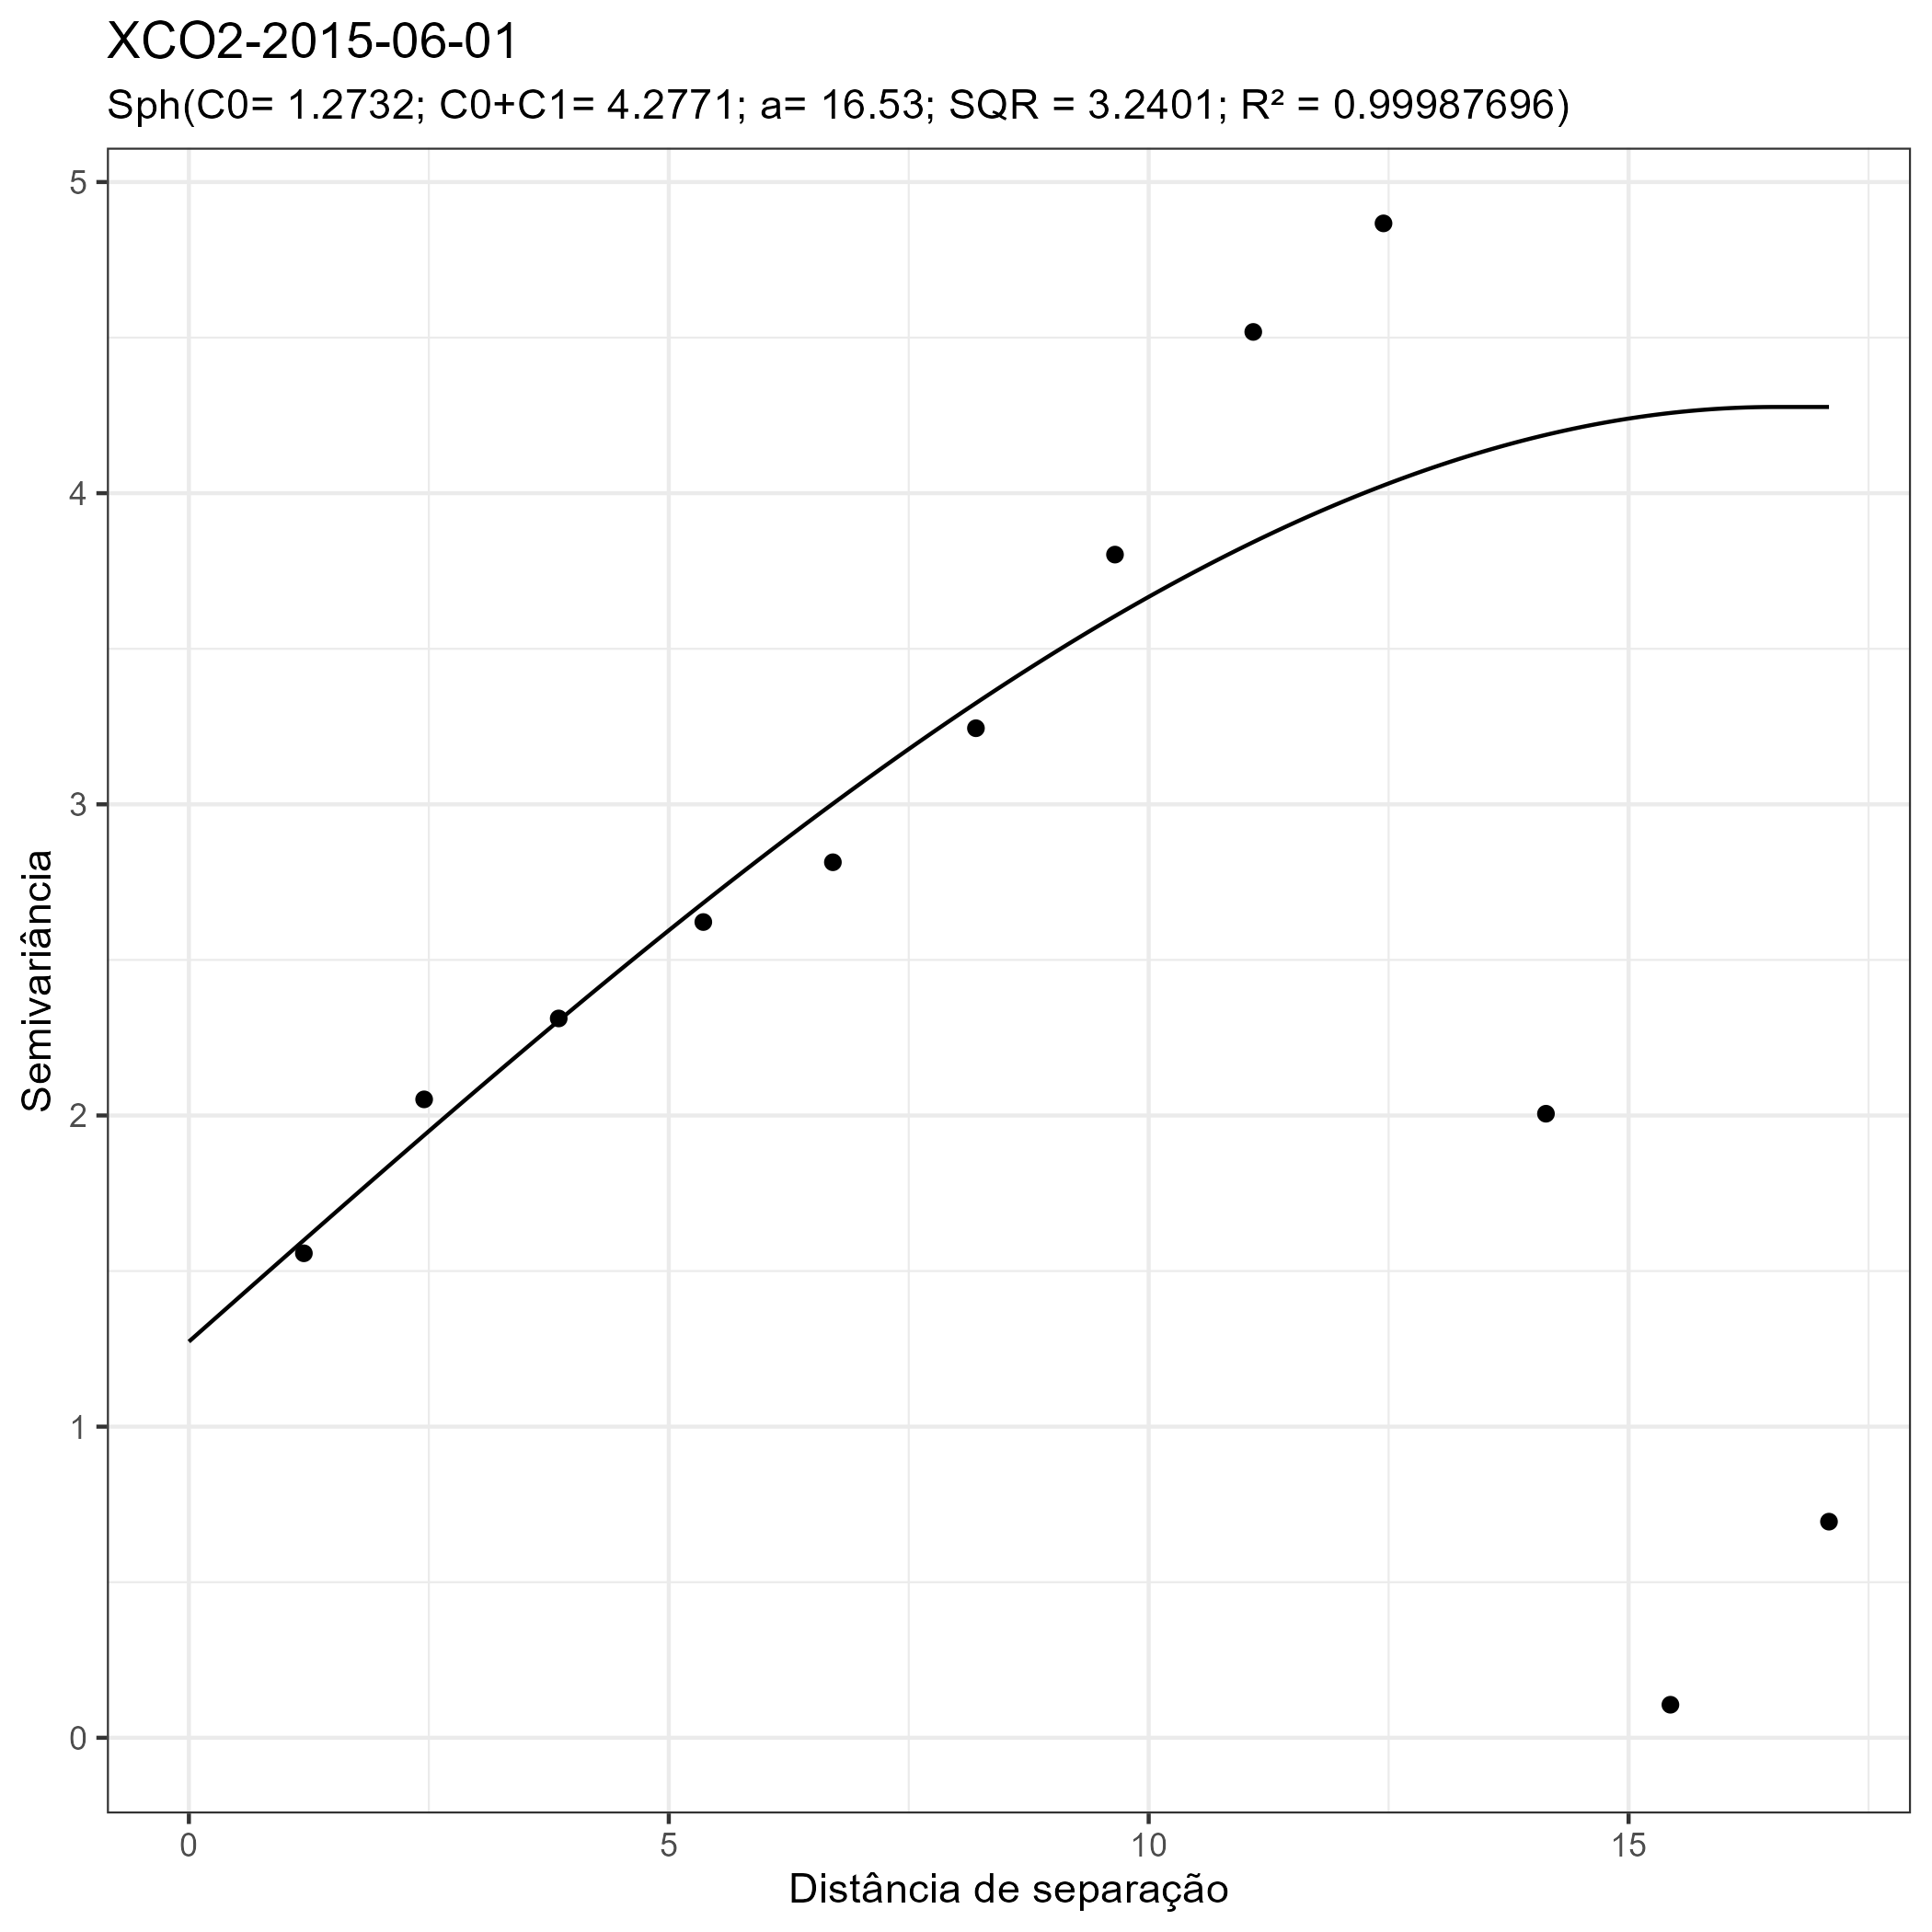 XCO2-2015-06-01
Sph(C0= 1.2732; C0+C1= 4.2771; a= 16.53; SQR = 3.2401; R² = 0.99987696)
Semivariância
5
4
3
2
1
0
0 5 10 15
Distância de separação